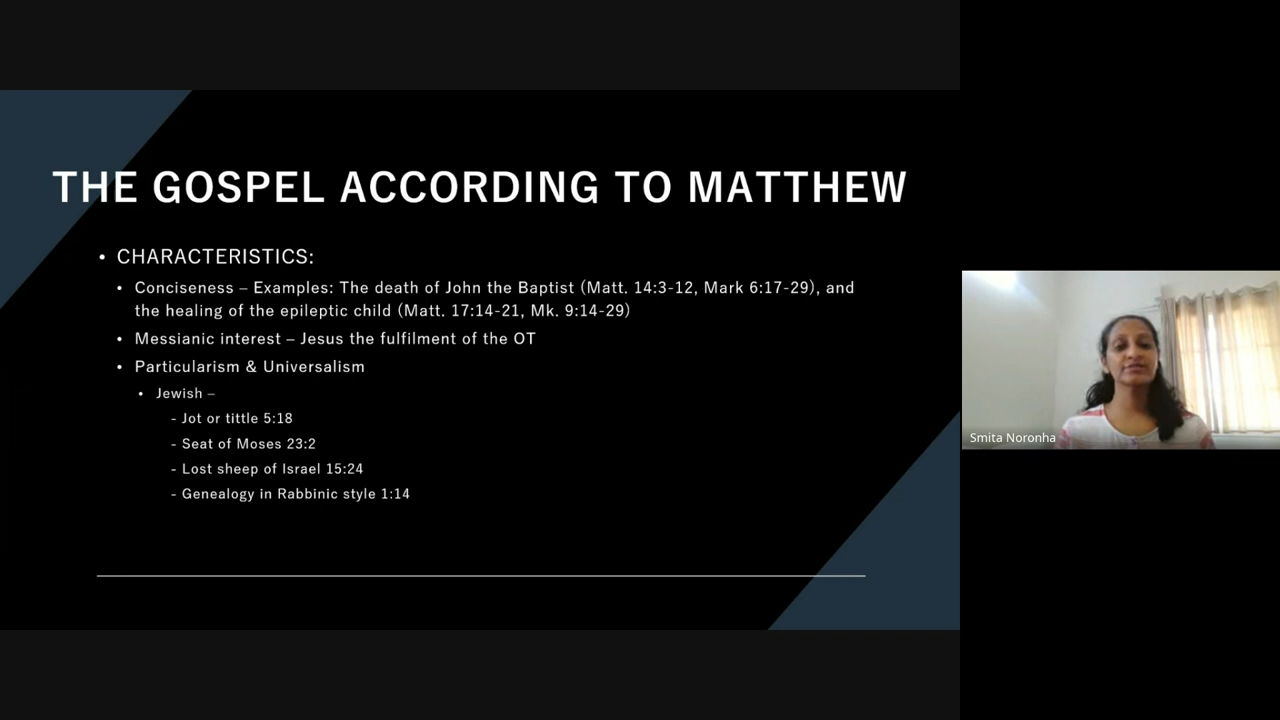 THE GOSPEL ACCORDING TO MATTHEW
• CHARACTERISTICS:
• Conciseness – Examples: The death of John the Baptist (Matt. 14:3-12, Mark 6:17-29), and
the healing of the epileptic child (Matt. 17:14-21, Mk. 9:14-29)
• Messianic interest – Jesus the fulfilment of the OT
• Particularism & Universalism
• Jewish –
- Jot or tittle 5:18
- Seat of Moses 23:2
- Lost sheep of Israel 15:24
- Genealogy in Rabbinic style 1:14
Smita Noronha